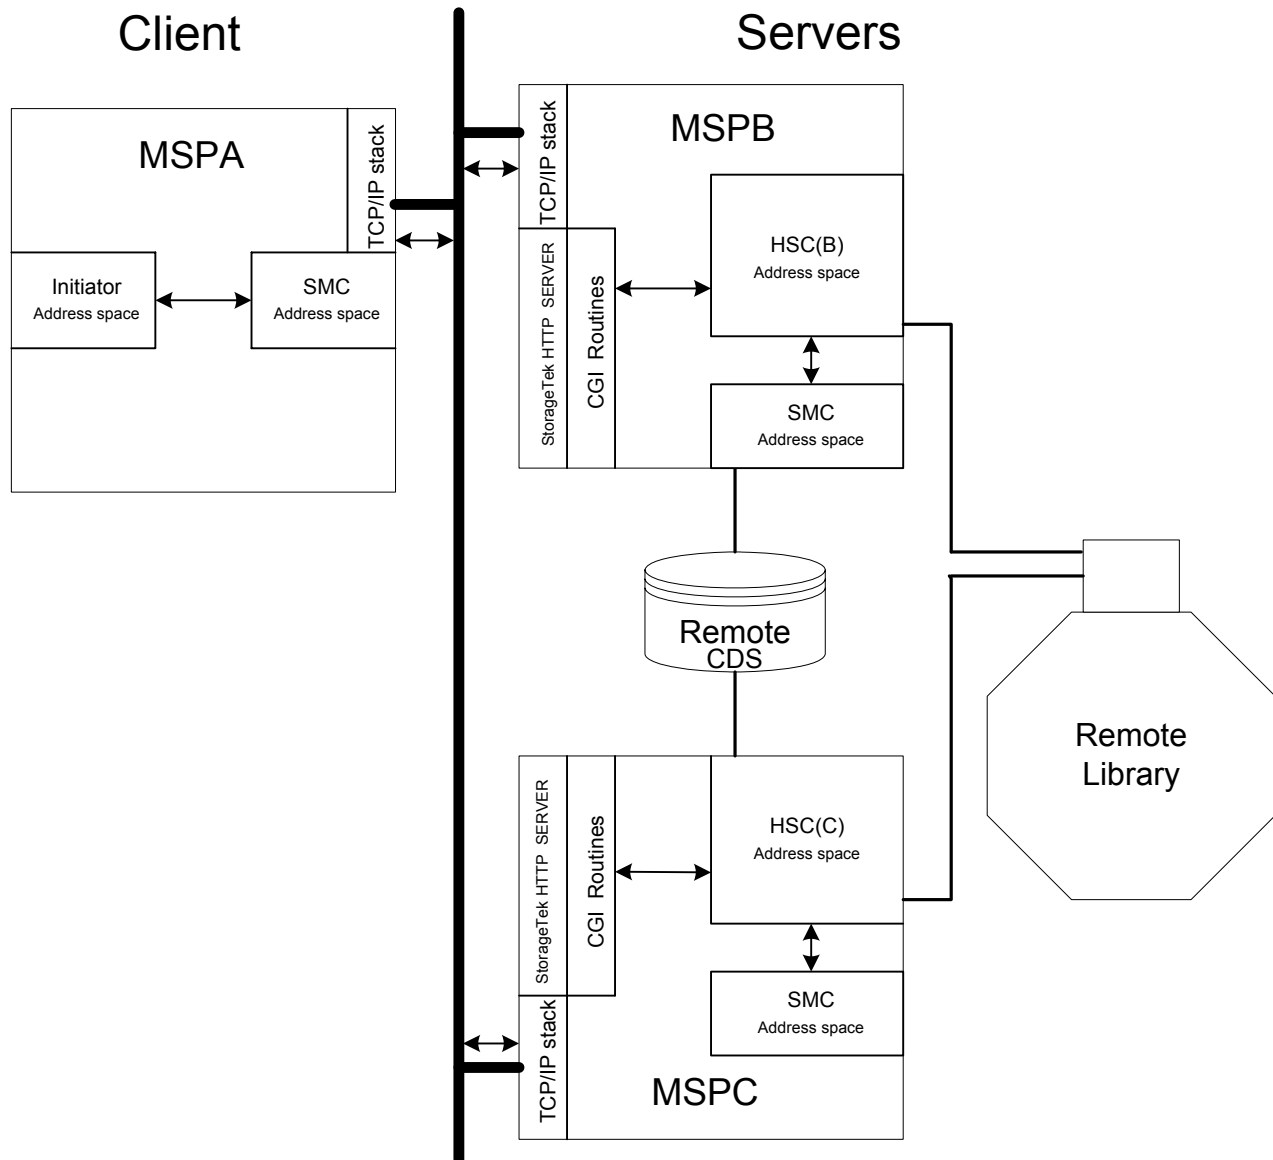 Client
Servers
MSPA
TCP/IP stack
Initiator
Address space
SMC
Address space
MSPB
TCP/IP stack
StorageTek HTTP SERVER
CGI Routines
HSC(B)
Address space
SMC
Address space
Remote
CDS
Remote
Library
StorageTek HTTP SERVER
CGI Routines
HSC(C)
Address space
SMC
Address space
TCP/IP stack
MSPC